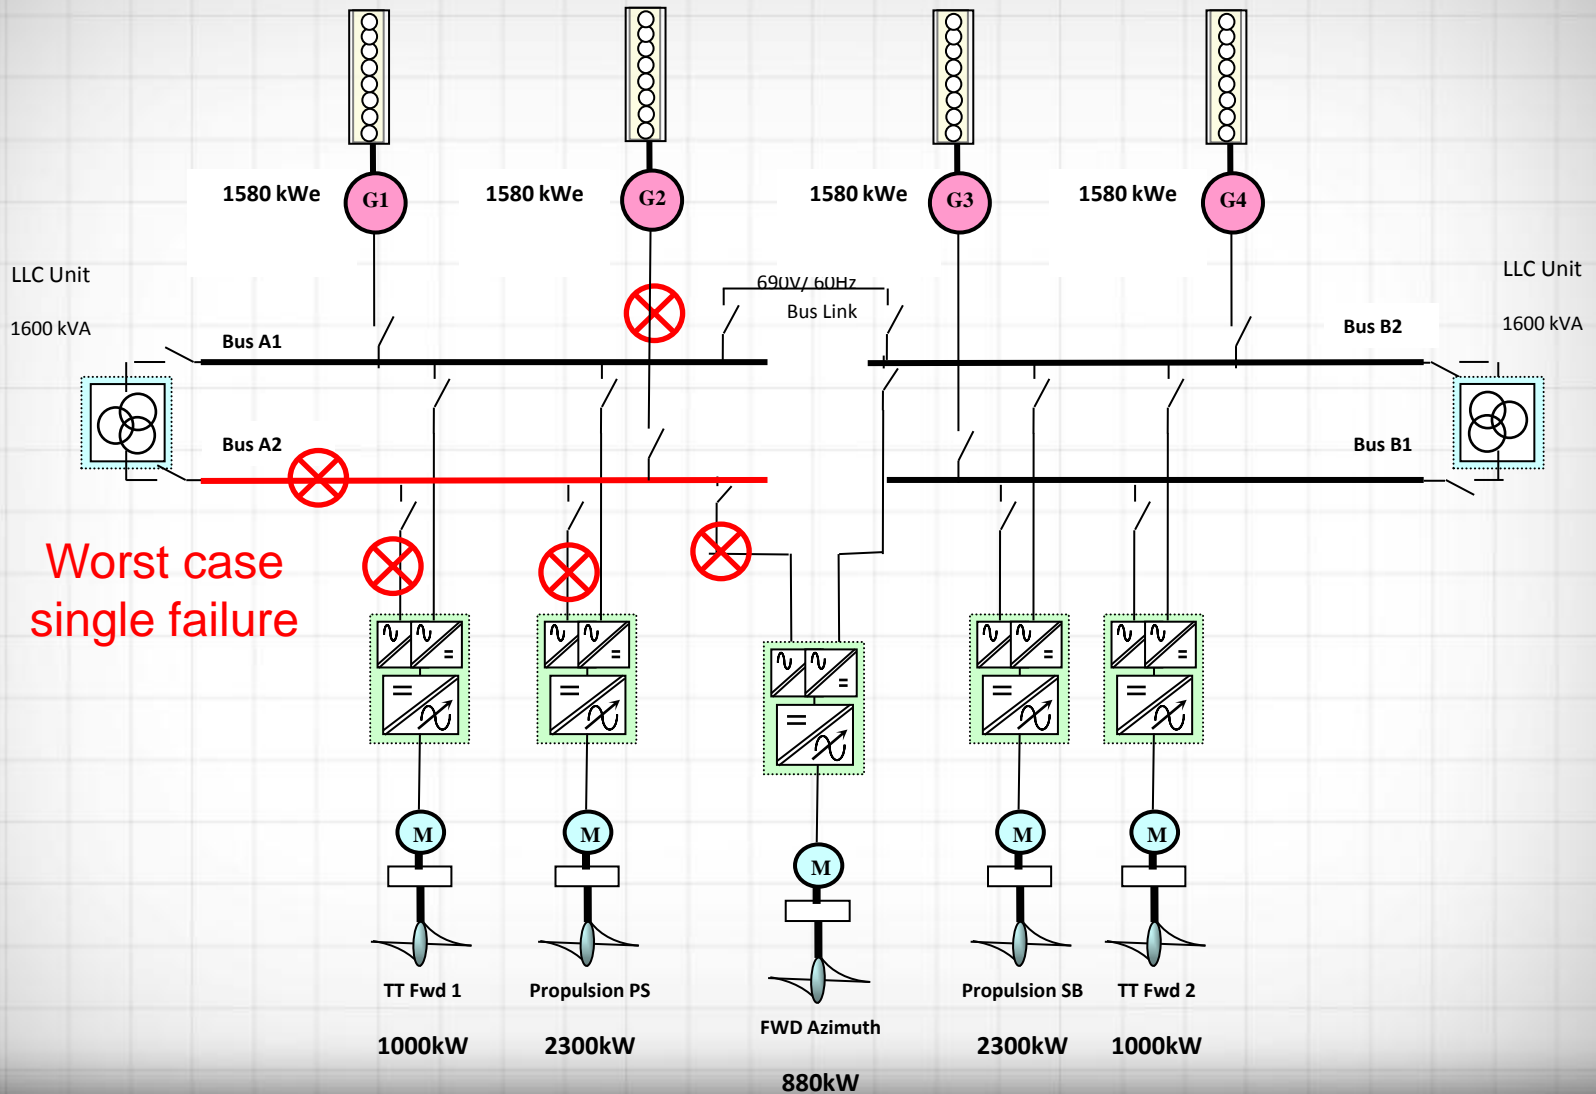 1580 kWe
G1
1580 kWe
G2
1580 kWe
G3
1580 kWe
G4
LLC Unit
1600 kVA
690V/ 60Hz
Bus Link
LLC Unit
1600 kVA
Bus A1
Bus B2
Bus A2
Bus B1
Worst case
single failure
M
M
M
M
M
TT Fwd 1
1000kW
Propulsion PS
2300kW
FWD Azimuth
880kW
Propulsion SB
2300kW
TT Fwd 2
1000kW